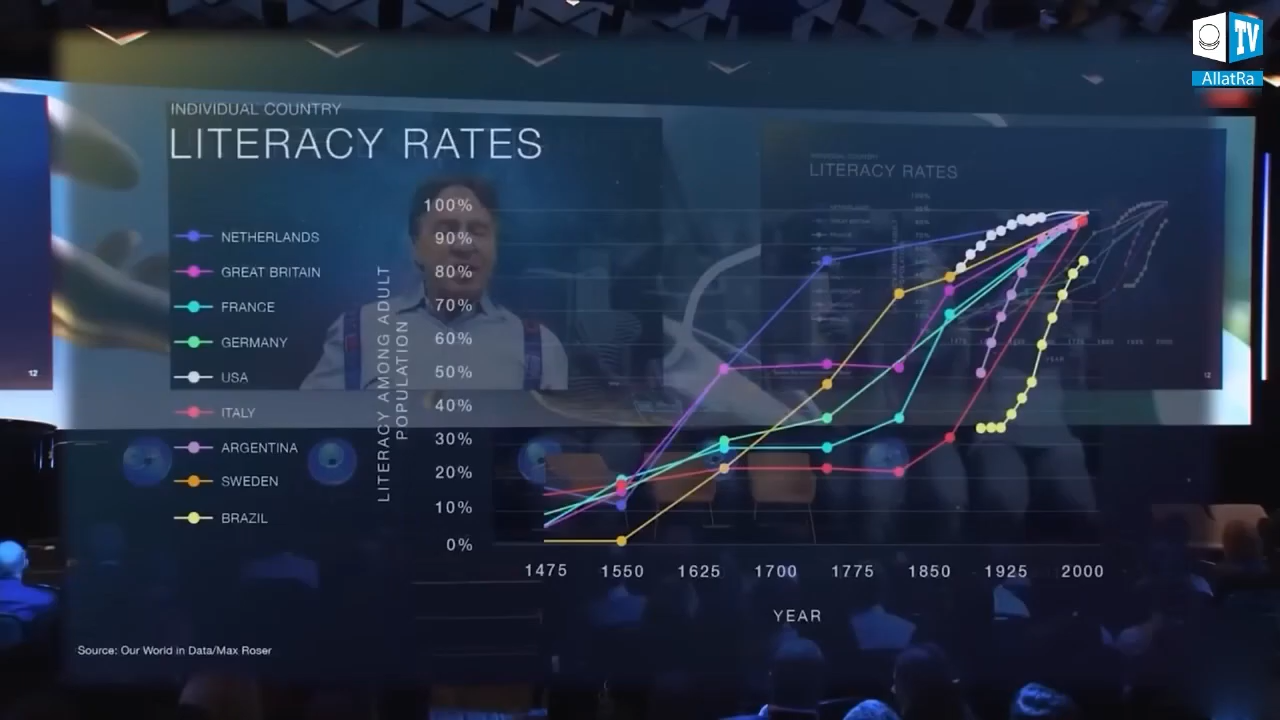 TV
AllatRa
INDIVIDUAL COUNTRY
LITERACY RATES
LITERACY RATES
NETHERLANDS
GREAT BRITAIN
FRANCE
GERMANY
USA
ITALY
ARGENTINA
SWEDEN
BRAZIL
LITERACY AMONG ADULT
POPULATION
100%
90%
80%
70%
60%
50%
40%
30%
20%
10%
0%
1475 1550 1625 1700 1775 1850 1925 2000
YEAR
12
12
Source: Our World in Data/Max Roser